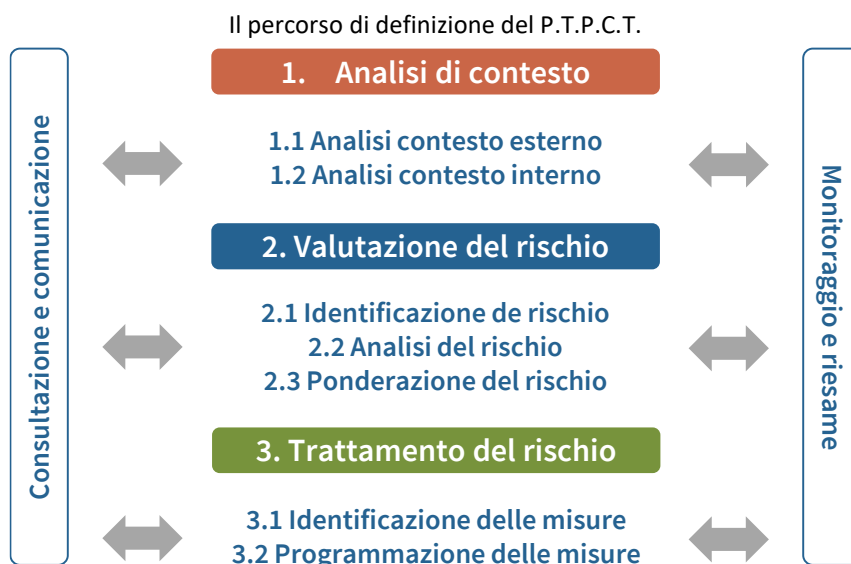 Il percorso di definizione del P.T.P.C.T.
Consultazione e comunicazione
1. Analisi di contesto
1.1 Analisi contesto esterno
1.2 Analisi contesto interno
2. Valutazione del rischio
2.1 Identificazione de rischio
2.2 Analisi del rischio
2.3 Ponderazione del rischio
3. Trattamento del rischio
3.1 Identificazione delle misure
3.2 Programmazione delle misure
Monitoraggio e riesame